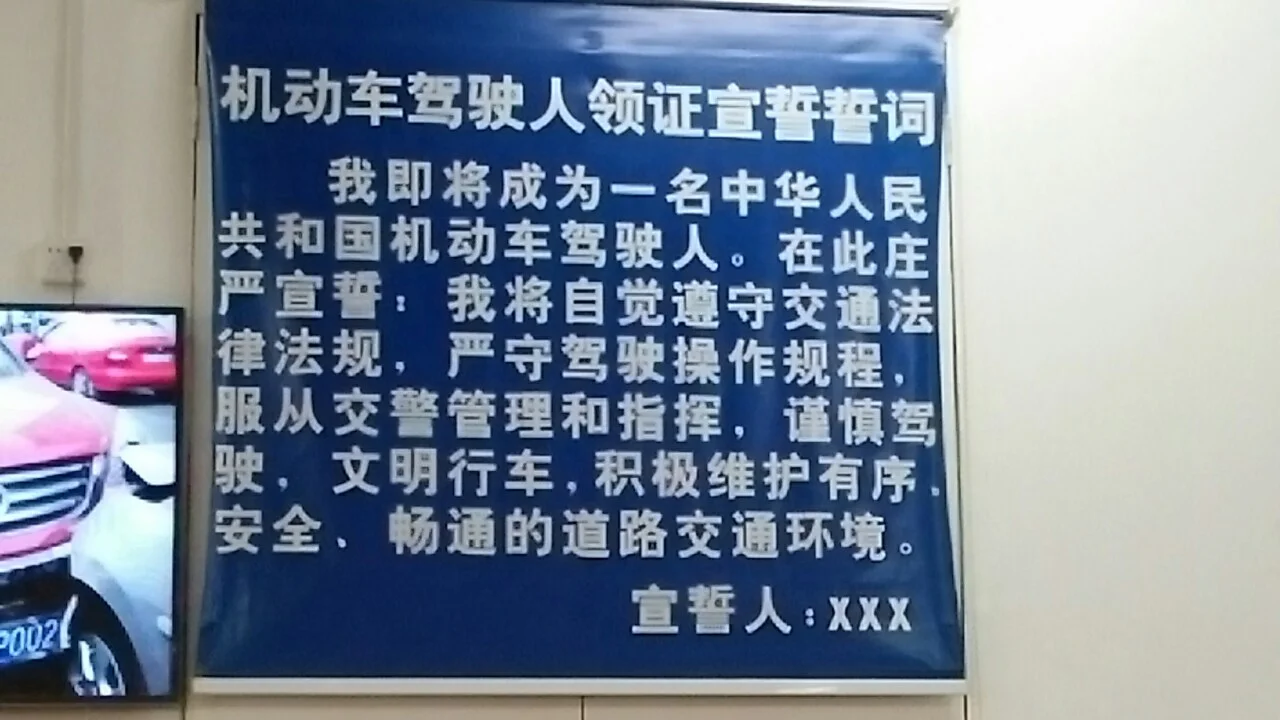 机动车驾驶人领证宣誓誓词
我即将成为一名中华人民
共和国机动车驾驶人。在此庄
严宣誓：我将自觉遵守交通法
律法规，严守驾驶操作规程，
服从交警管理和指挥，谨慎驾
驶，文明行车，积极维护有序、
安全、畅通的道路交通环境。
宣誓人：XXX
P002